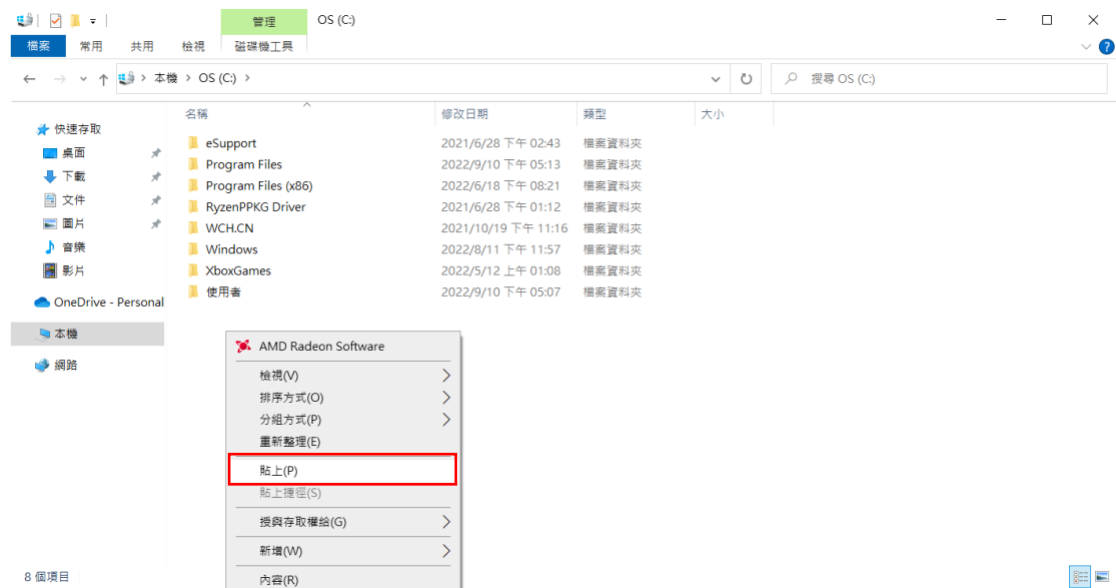 管理 OS (C:)
檔案 常用 共用 檢視 磁碟機工具
本機 OS (C:) 搜尋 OS (C:)
名稱 修改日期 類型 大小
快速存取
桌面
下載
文件
圖片
音樂
影片
OneDrive - Personal
本機
網路
eSupport 2021/6/28 下午 02:43 檔案資料夾
Program Files 2022/9/10 下午 05:13 檔案資料夾
Program Files (x86) 2022/6/18 下午 08:21 檔案資料夾
RyzenPPKG Driver 2021/6/28 下午 01:12 檔案資料夾
WCH.CN 2021/10/19 下午 11:16 檔案資料夾
Windows 2022/8/11 下午 11:57 檔案資料夾
XboxGames 2022/5/12 上午 01:08 檔案資料夾
使用者 2022/9/10 下午 05:07 檔案資料夾
AMD Radeon Software
檢視(V)
排序方式(O)
分組方式(P)
重新整理(E)
貼上(P)
貼上捷徑(S)
授與存取權給(G)
新增(W)
內容(R)
8 個項目